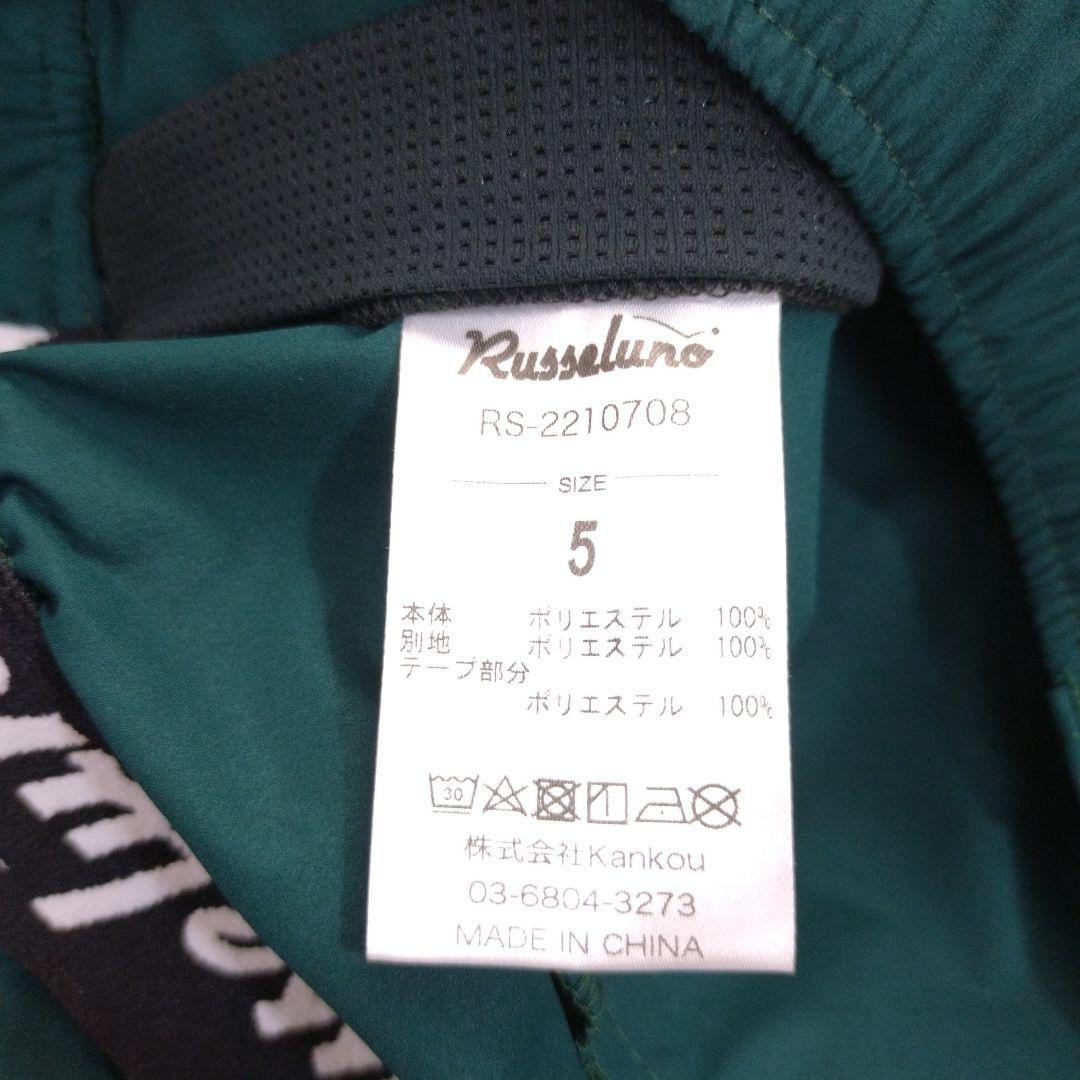 Russeluno
RS-2210708
SIZE
5
本体 ポリエステル 100%
別地 ポリエステル 100%
テープ部分
ポリエステル 100%
30
株式会社Kankou
03-6804-3273
MADE IN CHINA